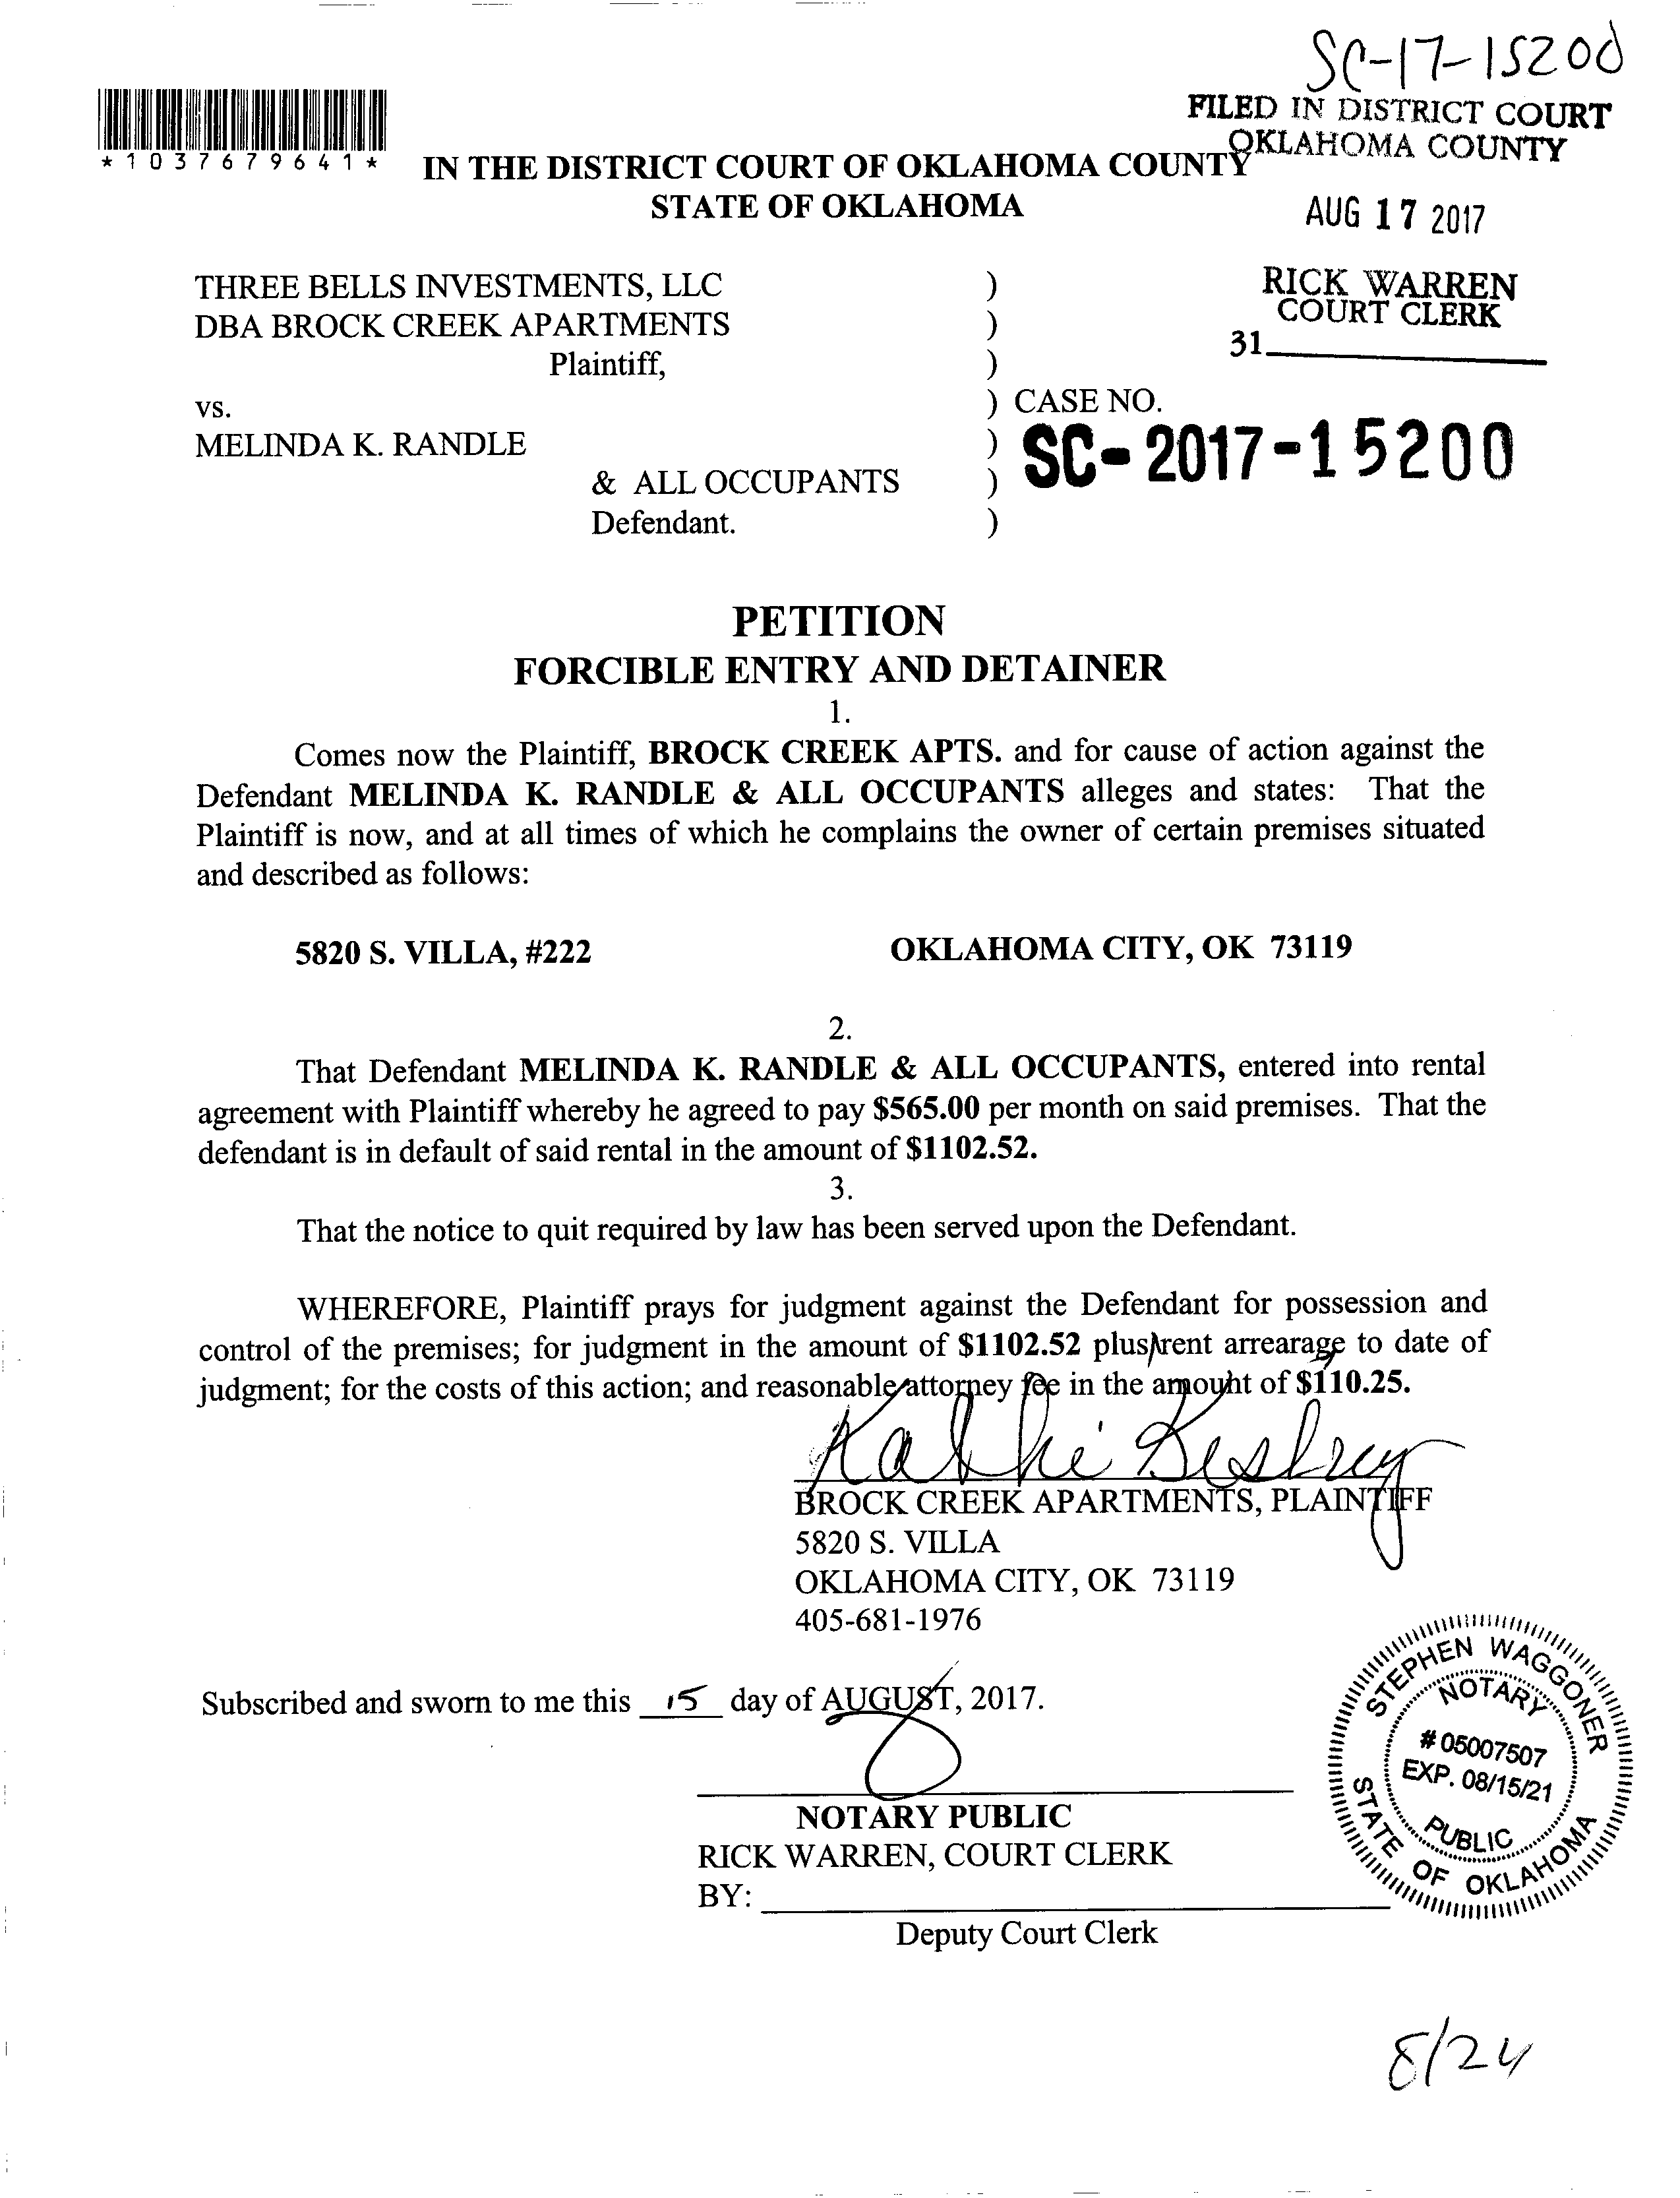 SC-17-15200
FILED IN DISTRICT COURT
OKLAHOMA COUNTY
*1037679641*
IN THE DISTRICT COURT OF OKLAHOMA COUNTY
STATE OF OKLAHOMA
AUG 17 2017
THREE BELLS INVESTMENTS, LLC )
DBA BROCK CREEK APARTMENTS )
Plaintiff, )
RICK WARREN
COURT CLERK
31
vs. ) CASE NO.
MELINDA K. RANDLE ) SC-2017-15200
& ALL OCCUPANTS )
Defendant. )
PETITION
FORCIBLE ENTRY AND DETAINER
1.
Comes now the Plaintiff, BROCK CREEK APTS. and for cause of action against the
Defendant MELINDA K. RANDLE & ALL OCCUPANTS alleges and states: That the
Plaintiff is now, and at all times of which he complains the owner of certain premises situated
and described as follows:
5820 S. VILLA, #222 OKLAHOMA CITY, OK 73119
2.
That Defendant MELINDA K. RANDLE & ALL OCCUPANTS, entered into rental
agreement with Plaintiff whereby he agreed to pay $565.00 per month on said premises. That the
defendant is in default of said rental in the amount of $1102.52.
3.
That the notice to quit required by law has been served upon the Defendant.
WHEREFORE, Plaintiff prays for judgment against the Defendant for possession and
control of the premises; for judgment in the amount of $1102.52 plus rent arrearage to date of
judgment; for the costs of this action; and reasonable attorney fee in the amount of $110.25.
Kathi
BROCK CREEK APARTMENTS, PLAINTIFF
5820 S. VILLA
OKLAHOMA CITY, OK 73119
405-681-1976
Subscribed and sworn to me this 15 day of AUGUST, 2017.
NOTARY PUBLIC
RICK WARREN, COURT CLERK
BY:
Deputy Court Clerk
STEPHEN WAGGONER
NOTARY
# 05007507
EXP. 08/15/21
PUBLIC
STATE OF OKLAHOMA
8/24